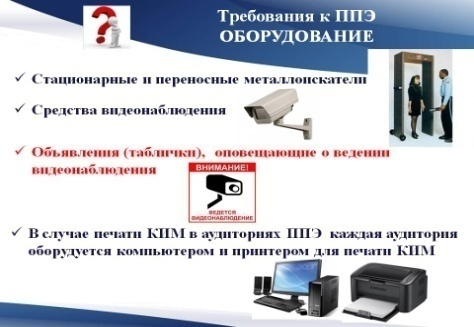 Требования к ППЭ
ОБОРУДОВАНИЕ
✓ Стационарные и переносные металлоискатели
✓ Средства видеонаблюдения
✓ Объявления (таблички), оповещающие о ведении
видеонаблюдения
ВНИМАНИЕ!
ВЕДЕТСЯ
ВИДЕОНАБЛЮДЕНИЕ
✓ В случае печати КИМ в аудиториях ППЭ каждая аудитория
оборудуется компьютером и принтером для печати КИМ